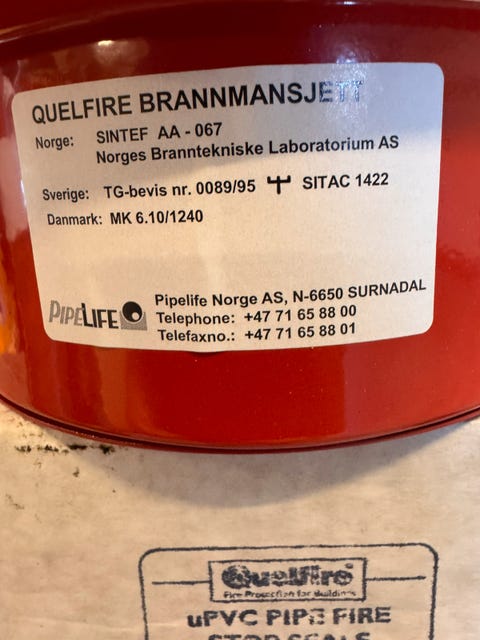 QUELFIRE BRANNMANSJETT
Norge: SINTEF AA - 067
Norges Branntekniske Laboratorium AS
Sverige: TG-bevis nr. 0089/95 SITAC 1422
Danmark: MK 6.10/1240
PIPELIFE
Pipelife Norge AS, N-6650 SURNADAL
Telephone: +47 71 65 88 00
Telefaxno.: +47 71 65 88 01
Quelfire
Fire Protection for Buildings
uPVC PIPE FIRE
STOP SEALS